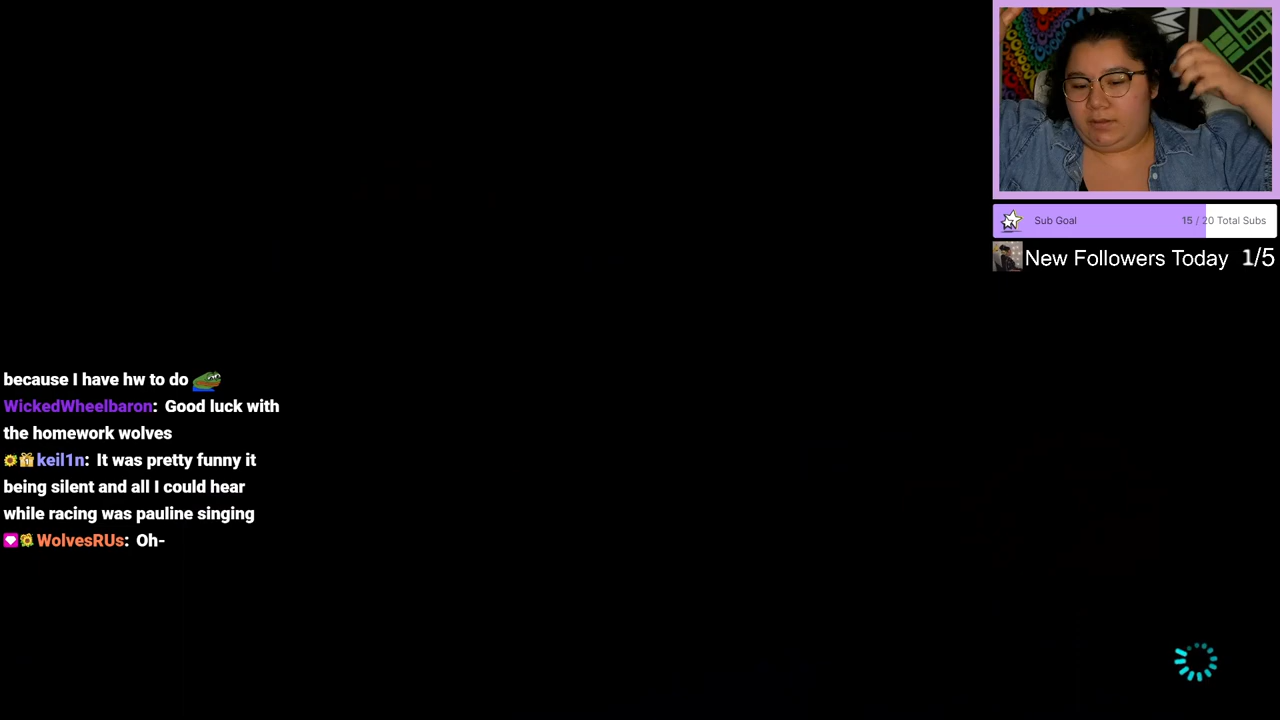 Sub Goal
15 / 20 Total Subs
New Followers Today 1/5
because I have hw to do
WickedWheelbaron: Good luck with
the homework wolves
keil1n: It was pretty funny it
being silent and all I could hear
while racing was pauline singing
WolvesRUs: Oh-